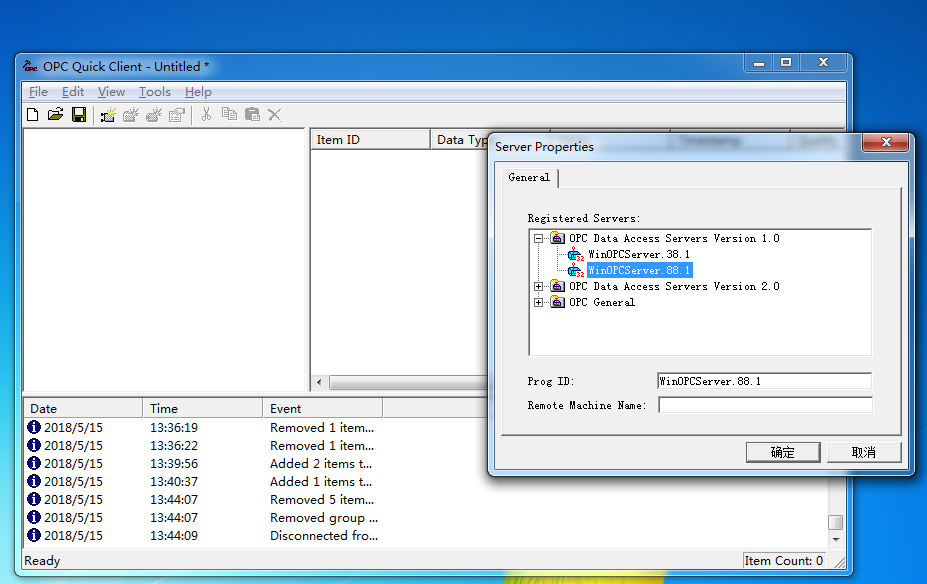 OPC Quick Client - Untitled *
File Edit View Tools Help
Item ID Data Typ
Server Properties
General
Registered Servers:
OPC Data Access Servers Version 1.0
WinOPCServer.38.1
WinOPCServer.88.1
OPC Data Access Servers Version 2.0
OPC General
Prog ID: WinOPCServer.88.1
Remote Machine Name:
确定 取消
Date Time Event
2018/5/15 13:36:19 Removed 1 item...
2018/5/15 13:36:22 Removed 1 item...
2018/5/15 13:39:56 Added 2 items t...
2018/5/15 13:40:37 Added 1 items t...
2018/5/15 13:44:07 Removed 5 item...
2018/5/15 13:44:07 Removed group ...
2018/5/15 13:44:09 Disconnected fro...
Ready Item Count: 0